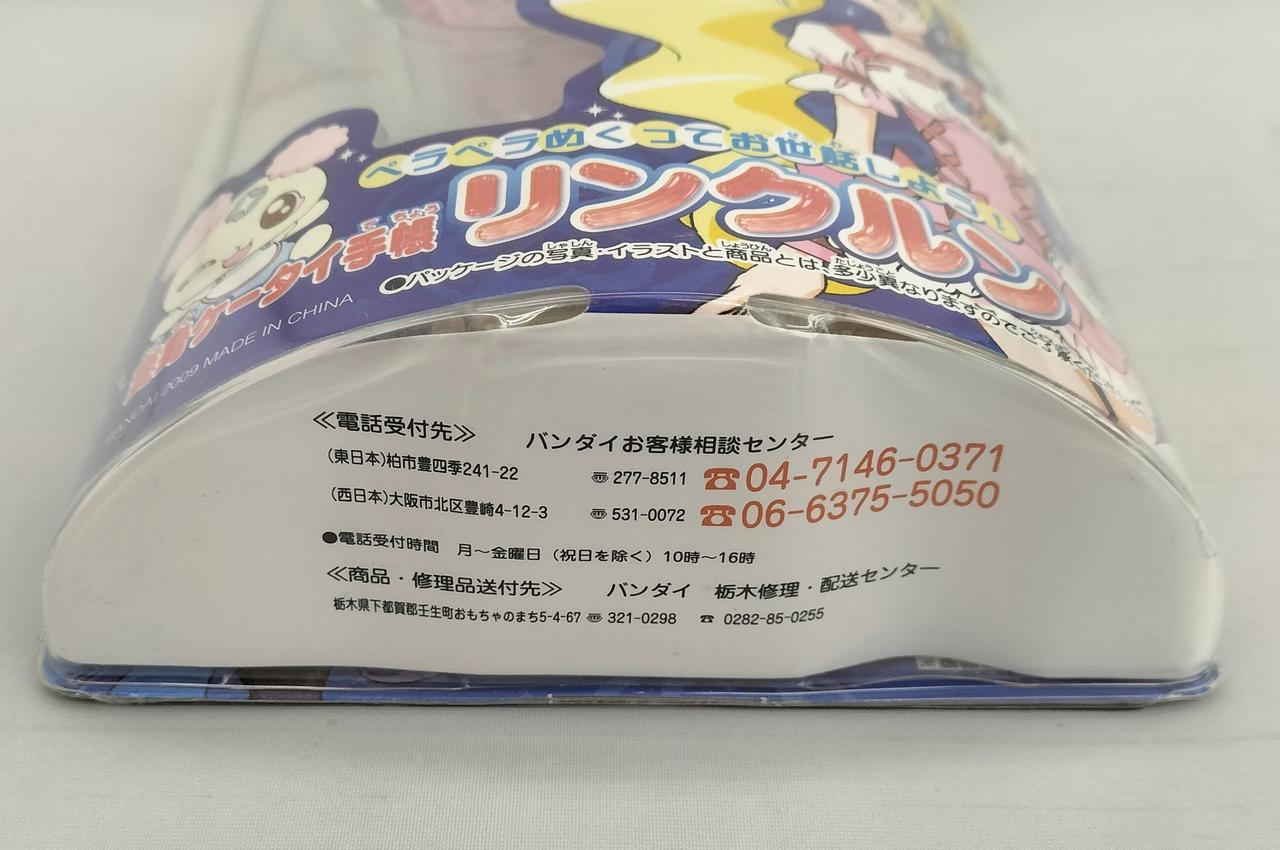 ペラペラめくってお世話しよう!
ケータイ手帳
リンクルン
●パッケージの写真・イラストと商品とは、多少異なりますのでご了承ください。
BANDAI 2009 MADE IN CHINA
≪電話受付先≫ バンダイお客様相談センター
(東日本)柏市豊四季241-22 〠 277-8511 ☎04-7146-0371
(西日本)大阪市北区豊崎4-12-3 〠 531-0072 ☎06-6375-5050
●電話受付時間 月～金曜日（祝日を除く）10時～16時
≪商品・修理品送付先≫ バンダイ 栃木修理・配送センター
栃木県下都賀郡壬生町おもちゃのまち5-4-67 〠 321-0298 ☎ 0282-85-0255